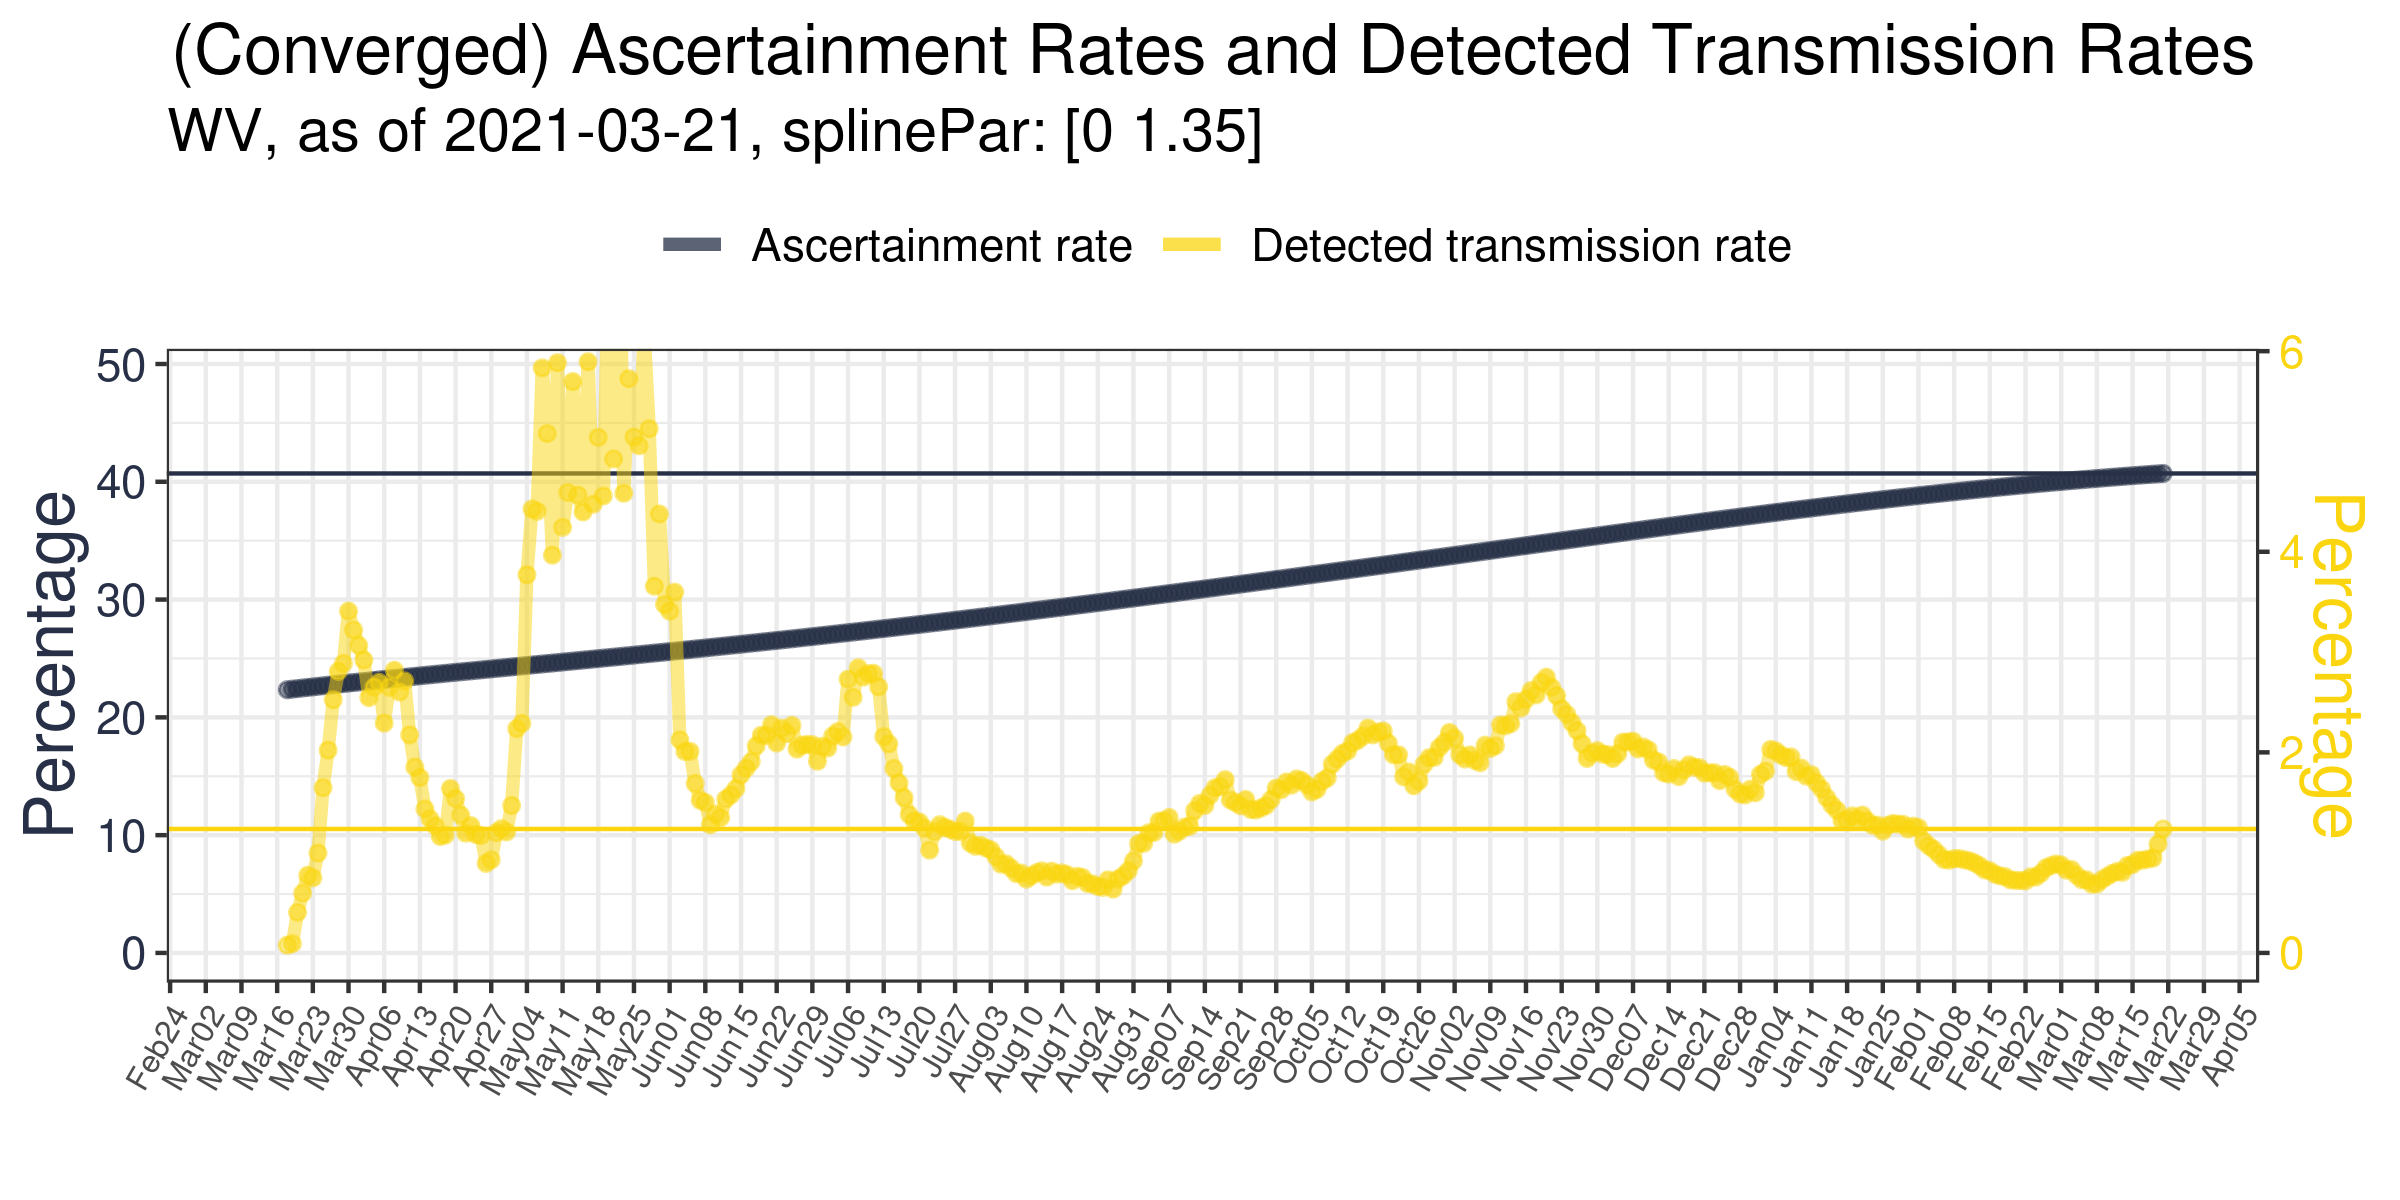 (Converged) Ascertainment Rates and Detected Transmission Rates
WV, as of 2021-03-21, splinePar: [0 1.35]
Ascertainment rate Detected transmission rate
Percentage
50
40
30
20
10
0
6
4
2
0
Percentage
Feb24 Mar02 Mar09 Mar16 Mar23 Mar30 Apr06 Apr13 Apr20 Apr27 May04 May11 May18 May25 Jun01 Jun08 Jun15 Jun22 Jun29 Jul06 Jul13 Jul20 Jul27 Aug03 Aug10 Aug17 Aug24 Aug31 Sep07 Sep14 Sep21 Sep28 Oct05 Oct12 Oct19 Oct26 Nov02 Nov09 Nov16 Nov23 Nov30 Dec07 Dec14 Dec21 Dec28 Jan04 Jan11 Jan18 Jan25 Feb01 Feb08 Feb15 Feb22 Mar01 Mar08 Mar15 Mar22 Mar29 Apr05